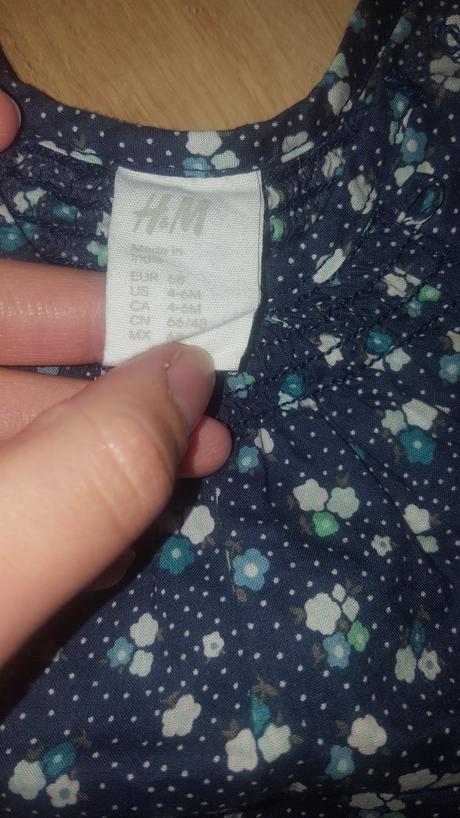 H&M
Made in
India
EUR 68
US 4-6M
CA 4-6M
CN 66/48
MX